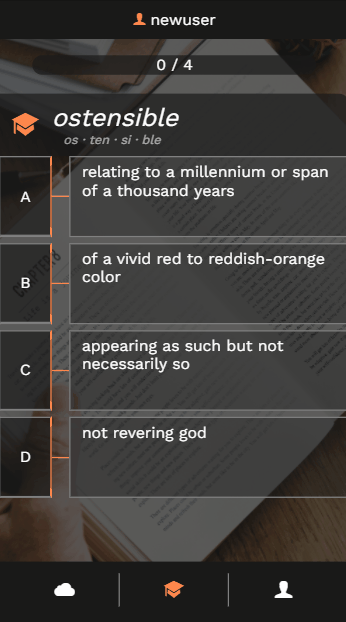 newuser
0 / 4
ostensible
os · ten · si · ble
A
relating to a millennium or span
of a thousand years
B
of a vivid red to reddish-orange
color
C
appearing as such but not
necessarily so
D
not revering god